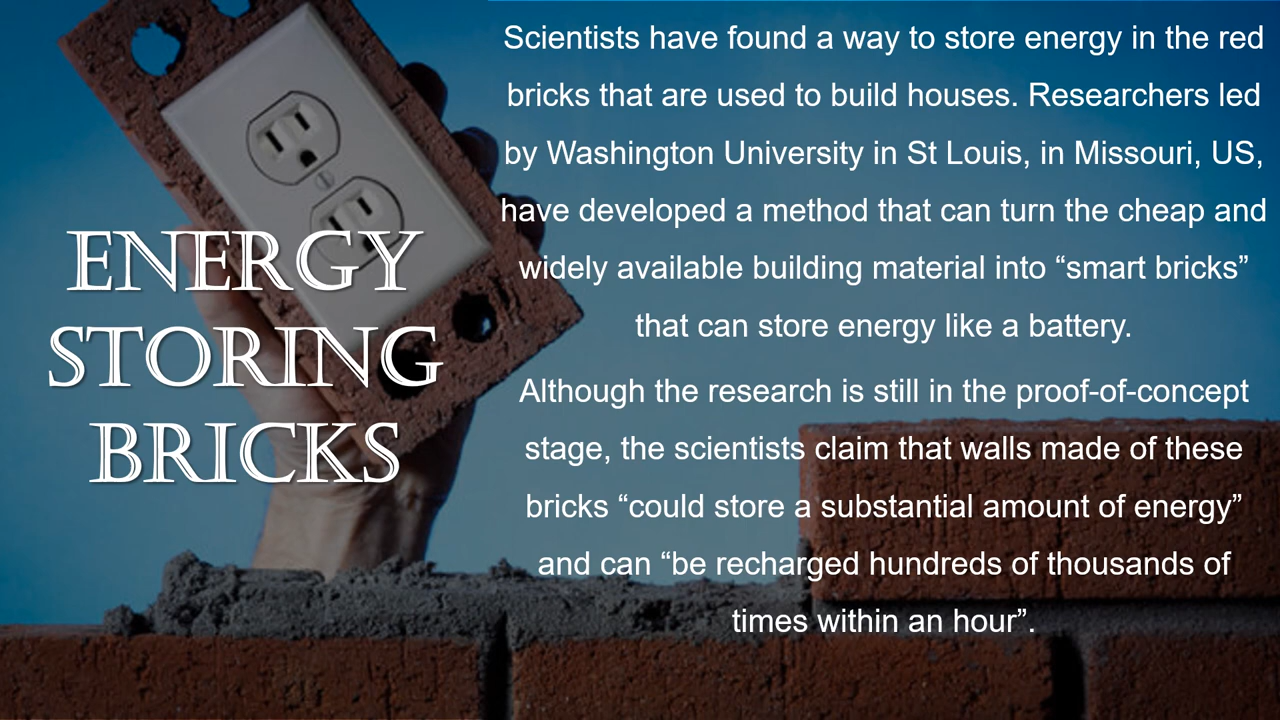 ENERGY
STORING
BRICKS
Scientists have found a way to store energy in the red
bricks that are used to build houses. Researchers led
by Washington University in St Louis, in Missouri, US,
have developed a method that can turn the cheap and
widely available building material into “smart bricks”
that can store energy like a battery.
Although the research is still in the proof-of-concept
stage, the scientists claim that walls made of these
bricks “could store a substantial amount of energy”
and can “be recharged hundreds of thousands of
times within an hour”.